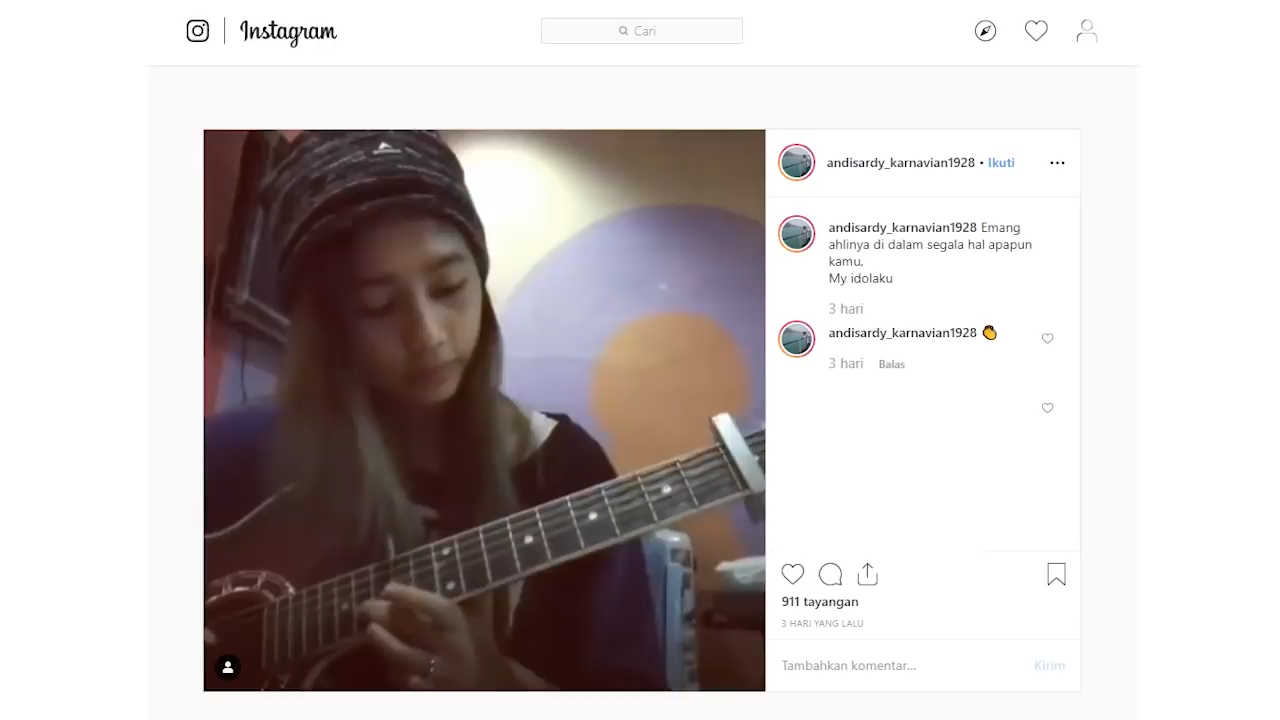 Instagram
Cari
andisardy_karnavian1928 • Ikuti
andisardy_karnavian1928 Emang
ahlinya di dalam segala hal apapun
kamu,
My idolaku
3 hari
andisardy_karnavian1928 👏
3 hari Balas
911 tayangan
3 HARI YANG LALU
Tambahkan komentar... Kirim